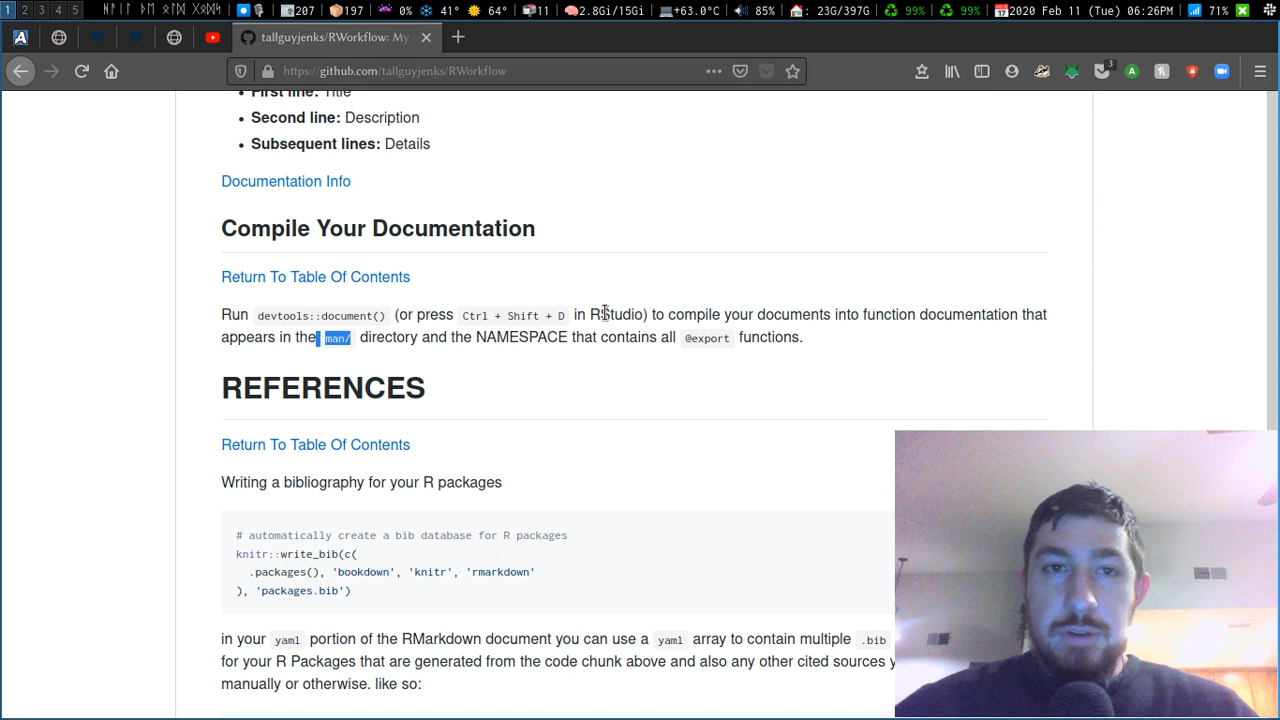 1 2 3 4 5 ᚺᚨᛁᛚ ᚦᛖ ᛟᛚᛞ ᚷᛟᛞᛊ 207 197 0% 41° 64° 11 2.8Gi/15Gi +63.0°C 85% : 23G/397G 99% 99% 2020 Feb 11 (Tue) 06:26PM 71%
tallguyjenks/RWorkflow: My
https://github.com/tallguyjenks/RWorkflow
3
First line: Title
Second line: Description
Subsequent lines: Details
Documentation Info
Compile Your Documentation
Return To Table Of Contents
Run devtools::document() (or press Ctrl + Shift + D in RStudio) to compile your documents into function documentation that
appears in the man/ directory and the NAMESPACE that contains all @export functions.
REFERENCES
Return To Table Of Contents
Writing a bibliography for your R packages
# automatically create a bib database for R packages
knitr::write_bib(c(
.packages(), 'bookdown', 'knitr', 'rmarkdown'
), 'packages.bib')
in your yaml portion of the RMarkdown document you can use a yaml array to contain multiple .bib
for your R Packages that are generated from the code chunk above and also any other cited sources y
manually or otherwise. like so: